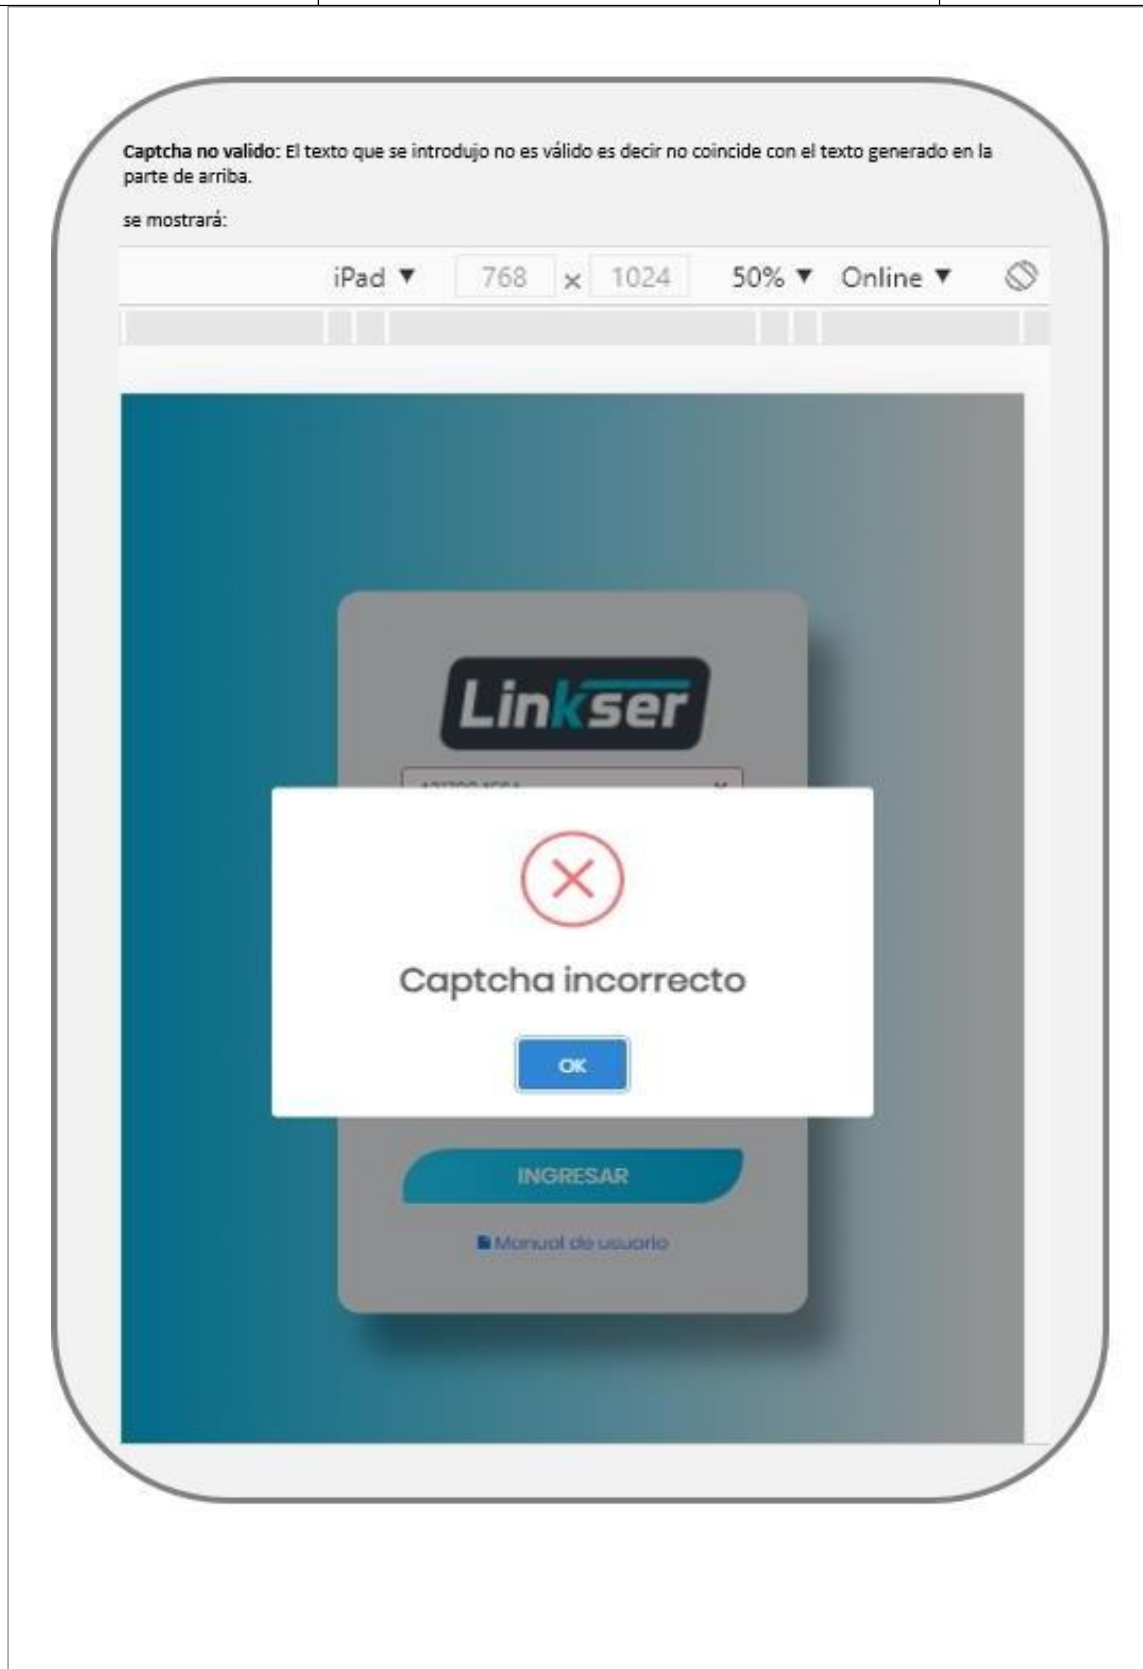 Captcha no valido: El texto que se introdujo no es válido es decir no coincide con el texto generado en la
parte de arriba.
se mostrará:
iPad ▼ 768 × 1024 50% ▼ Online ▼
Linkser
Captcha incorrecto
OK
INGRESAR
Manual de usuario